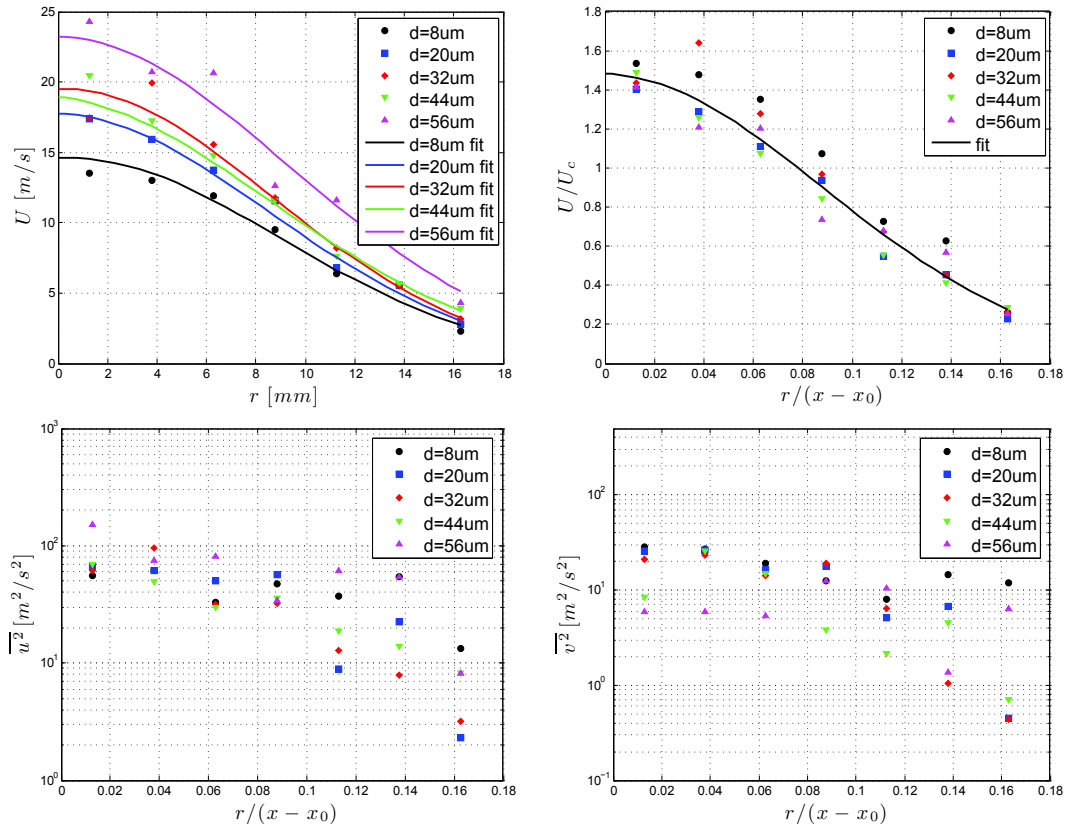 25
20
15
10
5
0
0 2 4 6 8 10 12 14 16 18
U [m/s]
r [mm]
d=8um
d=20um
d=32um
d=44um
d=56um
d=8um fit
d=20um fit
d=32um fit
d=44um fit
d=56um fit
1.8
1.6
1.4
1.2
1
0.8
0.6
0.4
0.2
0
0 0.02 0.04 0.06 0.08 0.1 0.12 0.14 0.16 0.18
U/U_c
r/(x − x_0)
d=8um
d=20um
d=32um
d=44um
d=56um
fit
10^3
10^2
10^1
10^0
0 0.02 0.04 0.06 0.08 0.1 0.12 0.14 0.16 0.18
\overline{u^2} [m^2/s^2]
r/(x − x_0)
d=8um
d=20um
d=32um
d=44um
d=56um
10^2
10^1
10^0
10^−1
0 0.02 0.04 0.06 0.08 0.1 0.12 0.14 0.16 0.18
\overline{v^2} [m^2/s^2]
r/(x − x_0)
d=8um
d=20um
d=32um
d=44um
d=56um